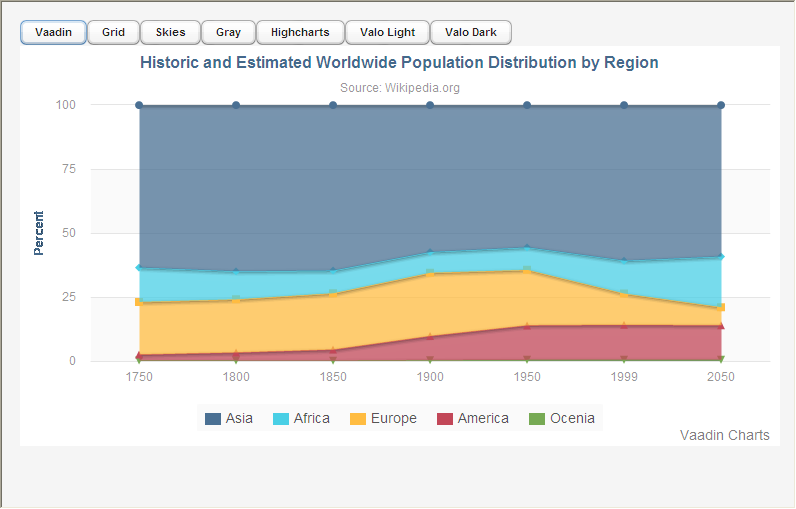 Vaadin Grid Skies Gray Highcharts Valo Light Valo Dark
Historic and Estimated Worldwide Population Distribution by Region
Source: Wikipedia.org
Percent
100
75
50
25
0
1750 1800 1850 1900 1950 1999 2050
Asia Africa Europe America Ocenia
Vaadin Charts